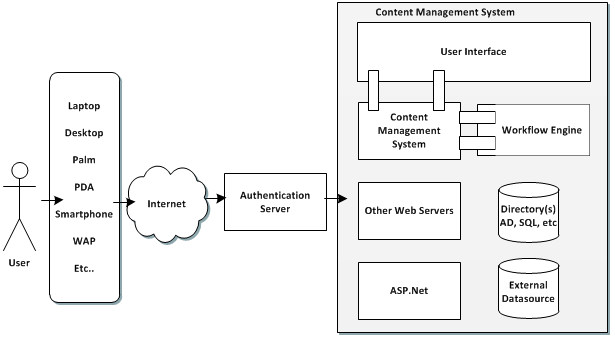 Content Management System
User Interface
Content
Management
System
Workflow Engine
Laptop
Desktop
Palm
PDA
Smartphone
WAP
Etc..
User
Internet
Authentication
Server
Other Web Servers
Directory(s)
AD, SQL, etc
ASP.Net
External
Datasource